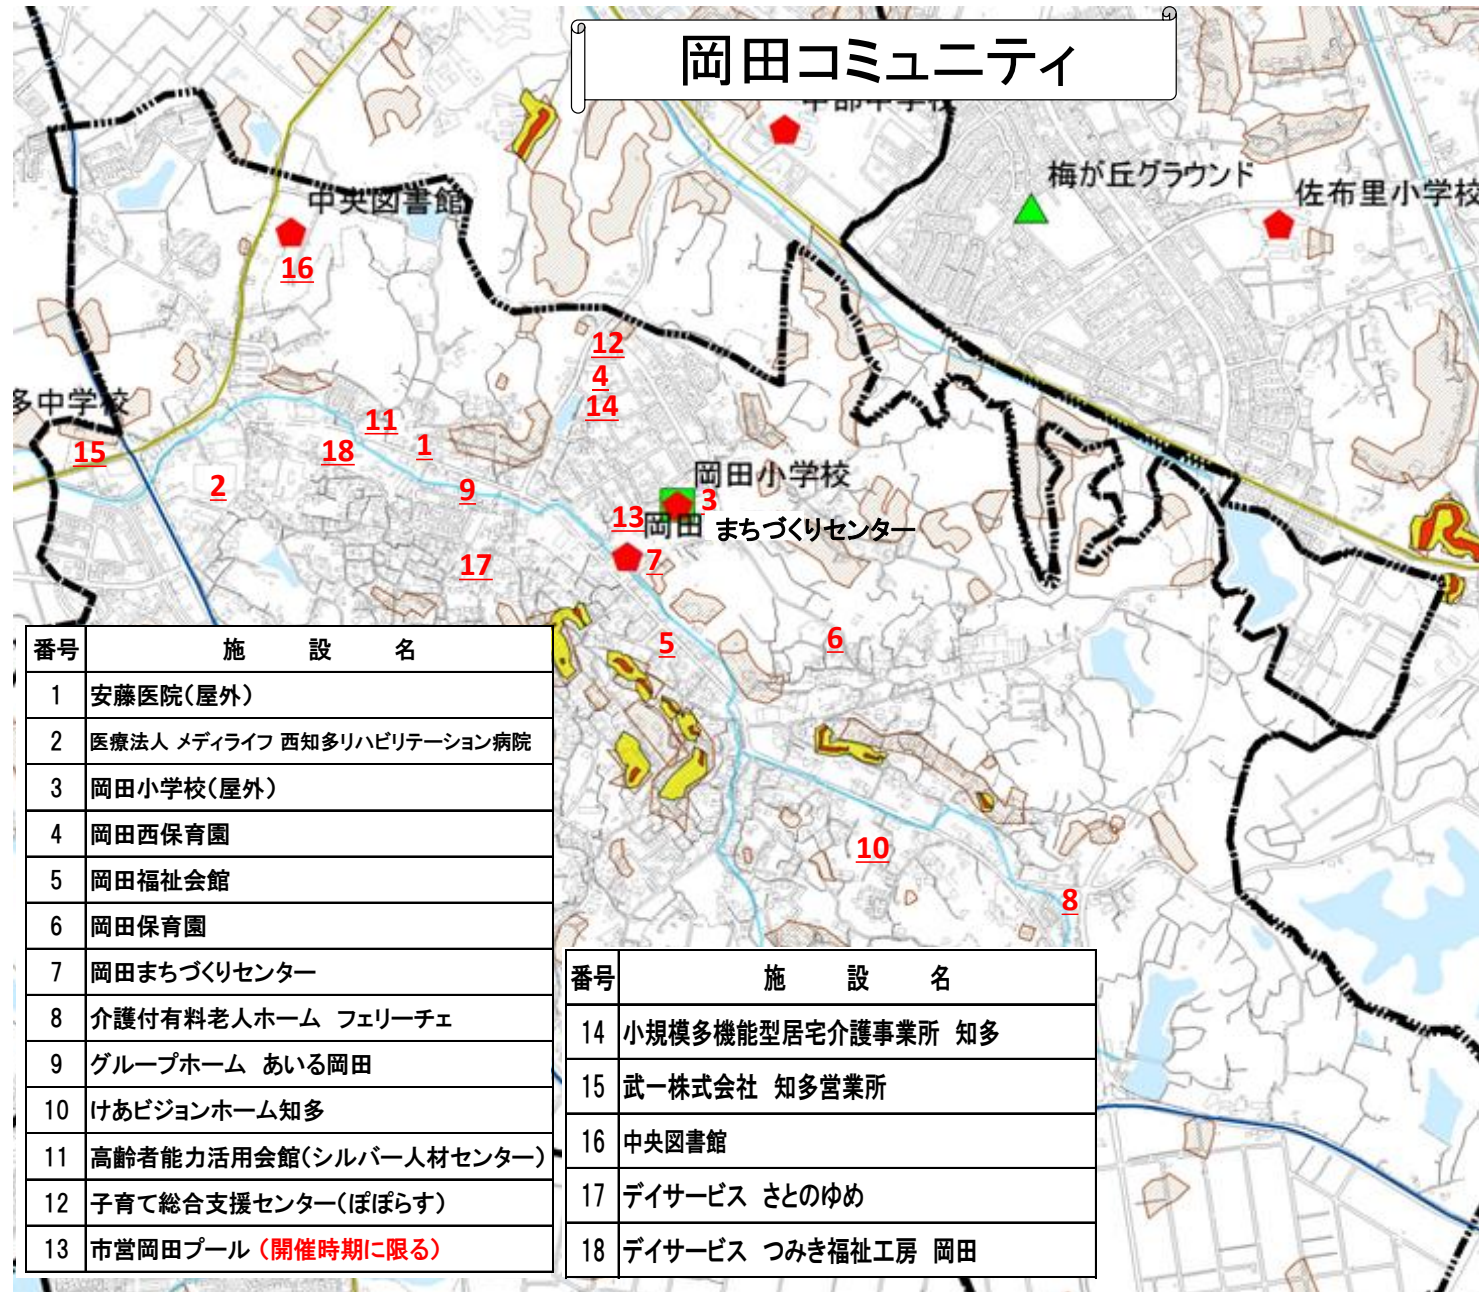 岡田コミュニティ
中部中学校
梅が丘グラウンド
佐布里小学校
中央図書館
16
12
4
14
多中学校
11
15
18
1
2
9
岡田小学校
3
13
岡田 まちづくりセンター
7
17
5
6
10
8
番号 施 設 名
1 安藤医院(屋外)
2 医療法人 メディライフ 西知多リハビリテーション病院
3 岡田小学校(屋外)
4 岡田西保育園
5 岡田福祉会館
6 岡田保育園
7 岡田まちづくりセンター
8 介護付有料老人ホーム フェリーチェ
9 グループホーム あいる岡田
10 けあビジョンホーム知多
11 高齢者能力活用会館(シルバー人材センター)
12 子育て総合支援センター(ぽぽらす)
13 市営岡田プール (開催時期に限る)
番号 施 設 名
14 小規模多機能型居宅介護事業所 知多
15 武一株式会社 知多営業所
16 中央図書館
17 デイサービス さとのゆめ
18 デイサービス つみき福祉工房 岡田